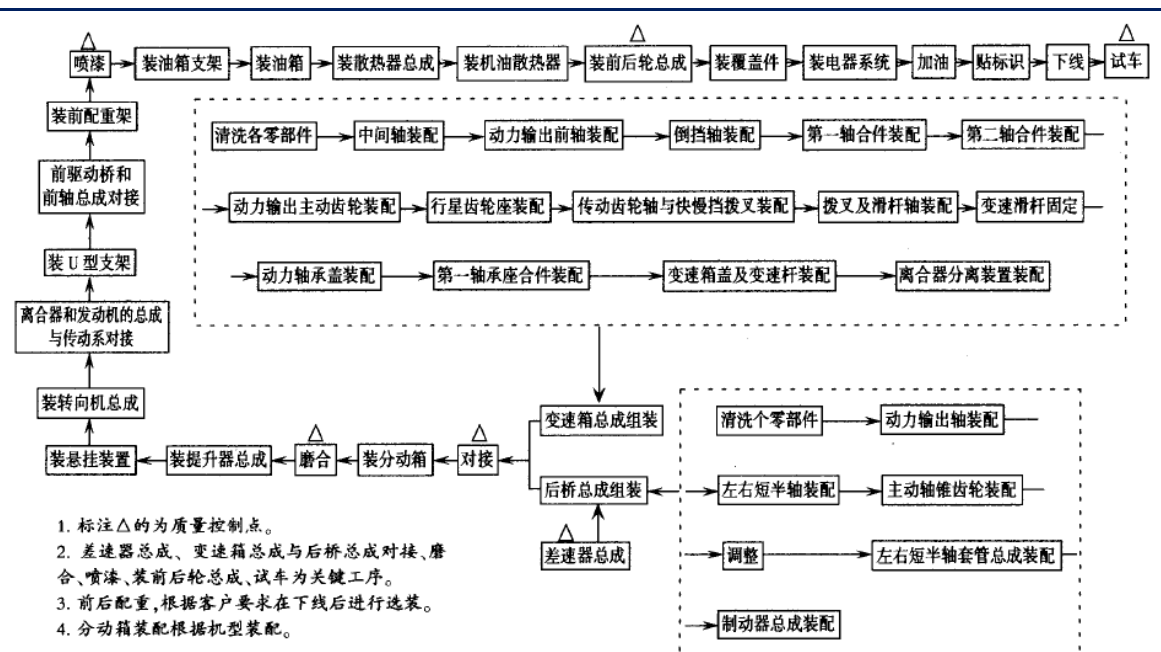 △
△
△
喷漆
装油箱支架
装油箱
装散热器总成
装机油散热器
装前后轮总成
装覆盖件
装电器系统
加油
贴标识
下线
试车
装前配重架
前驱动桥和
前轴总成对接
装U型支架
离合器和发动机的总成
与传动系对接
装转向机总成
清洗各零部件
中间轴装配
动力输出前轴装配
倒挡轴装配
第一轴合件装配
第二轴合件装配
动力输出主动齿轮装配
行星齿轮座装配
传动齿轮轴与快慢挡拨叉装配
拨叉及滑杆轴装配
变速滑杆固定
动力轴承盖装配
第一轴承座合件装配
变速箱盖及变速杆装配
离合器分离装置装配
变速箱总成组装
△
△
装悬挂装置
装提升器总成
磨合
装分动箱
对接
后桥总成组装
△
差速器总成
清洗个零部件
动力输出轴装配
左右短半轴装配
主动轴锥齿轮装配
调整
左右短半轴套管总成装配
制动器总成装配
1. 标注△的为质量控制点。
2. 差速器总成、变速箱总成与后桥总成对接、磨
合、喷漆、装前后轮总成、试车为关键工序。
3. 前后配重,根据客户要求在下线后进行选装。
4. 分动箱装配根据机型装配。